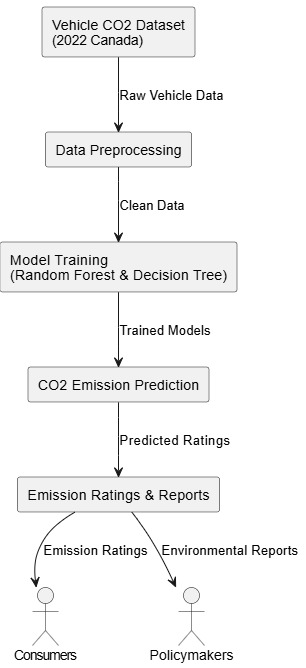 Vehicle CO2 Dataset
(2022 Canada)
Raw Vehicle Data
Data Preprocessing
Clean Data
Model Training
(Random Forest & Decision Tree)
Trained Models
CO2 Emission Prediction
Predicted Ratings
Emission Ratings & Reports
Emission Ratings
Environmental Reports
Consumers
Policymakers